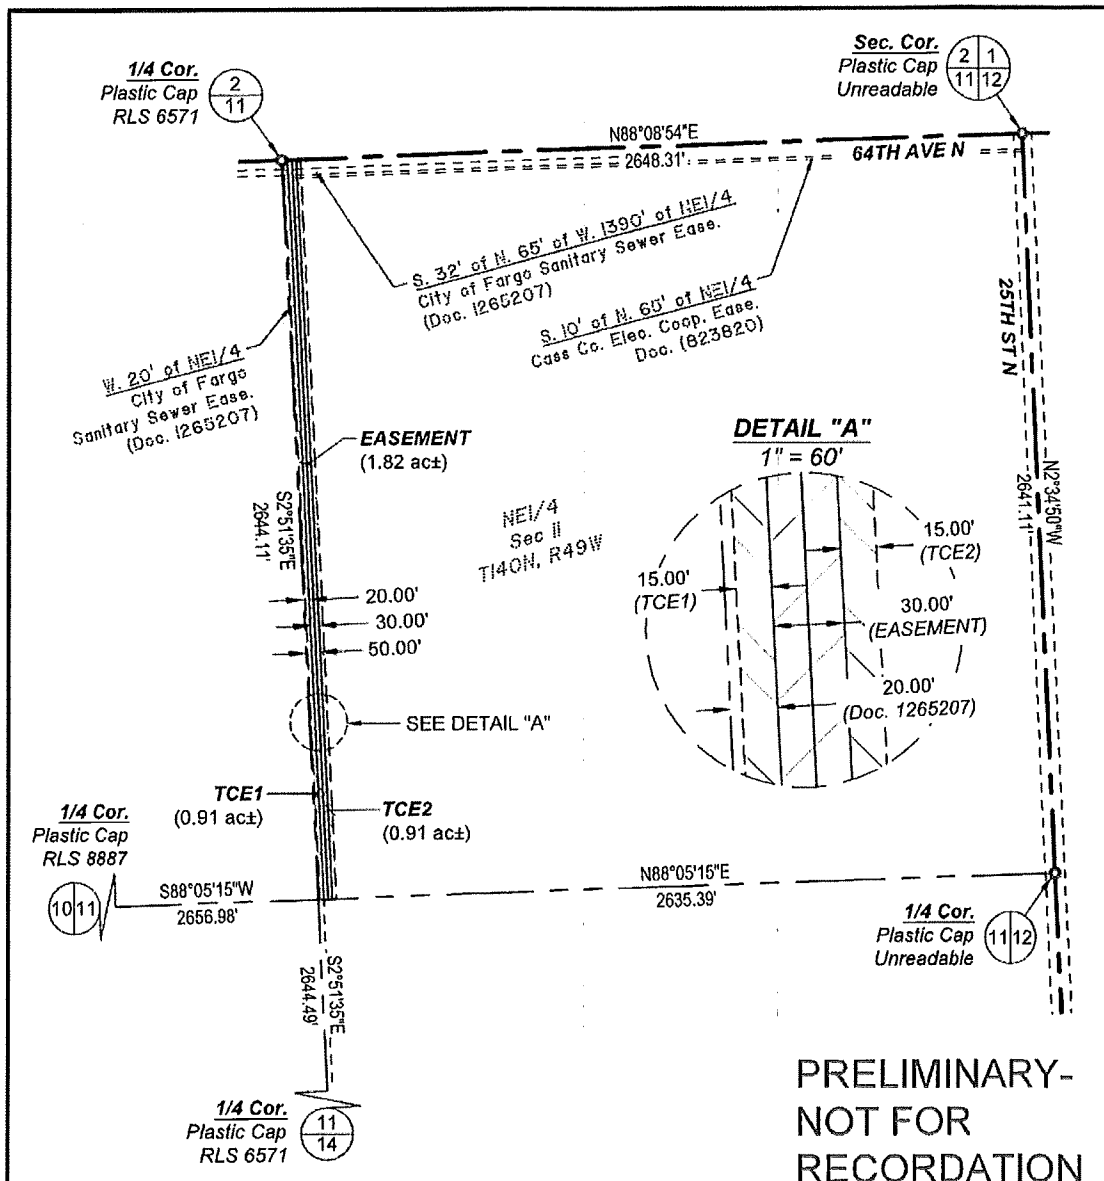 1/4 Cor.
Plastic Cap
RLS 6571
2
11
Sec. Cor.
Plastic Cap
Unreadable
2 1
11 12
N88°08'54"E
2648.31'
64TH AVE N
S. 32' of N. 65' of W. 1390' of NE1/4
City of Fargo Sanitary Sewer Ease.
(Doc. 1265207)
S. 10' of N. 60' of NE1/4
Cass Co. Elec. Coop. Ease.
Doc. (823820)
25TH ST N
W. 20' of NE1/4
City of Fargo
Sanitary Sewer Ease.
(Doc. 1265207)
EASEMENT
(1.82 ac±)
DETAIL "A"
1" = 60'
S2°51'35"E
2644.11'
NE1/4
Sec 11
T140N, R49W
N2°34'50"W
2641.11'
15.00'
(TCE2)
15.00'
(TCE1)
30.00'
(EASEMENT)
20.00'
(Doc. 1265207)
20.00'
30.00'
50.00'
SEE DETAIL "A"
TCE1
(0.91 ac±)
TCE2
(0.91 ac±)
1/4 Cor.
Plastic Cap
RLS 8887
10 11
S88°05'15"W
2656.98'
N88°05'15"E
2635.39'
1/4 Cor.
Plastic Cap
Unreadable
11 12
S2°51'35"E
2644.49'
1/4 Cor.
Plastic Cap
RLS 6571
11
14
PRELIMINARY-
NOT FOR
RECORDATION